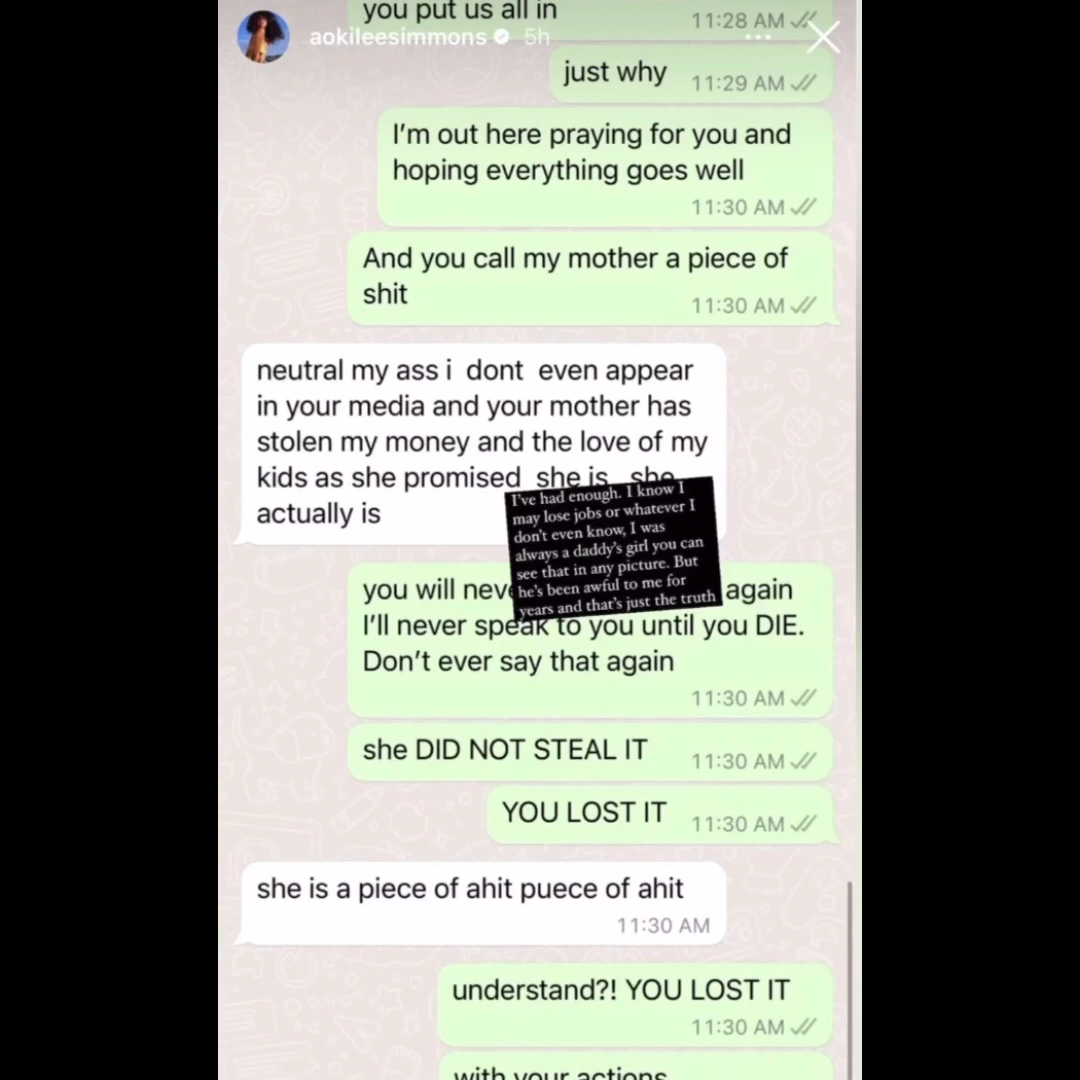 you put us all in
11:28 AM
aokileesimmons 5h
just why
11:29 AM
I'm out here praying for you and
hoping everything goes well
11:30 AM
And you call my mother a piece of
shit
11:30 AM
neutral my ass i dont even appear
in your media and your mother has
stolen my money and the love of my
kids as she promised she is she
actually is
I've had enough. I know I
may lose jobs or whatever I
don't even know, I was
always a daddy's girl you can
see that in any picture. But
he's been awful to me for
years and that's just the truth
you will neve again
I'll never speak to you until you DIE.
Don't ever say that again
11:30 AM
she DID NOT STEAL IT
11:30 AM
YOU LOST IT
11:30 AM
she is a piece of ahit puece of ahit
11:30 AM
understand?! YOU LOST IT
11:30 AM
with your actions